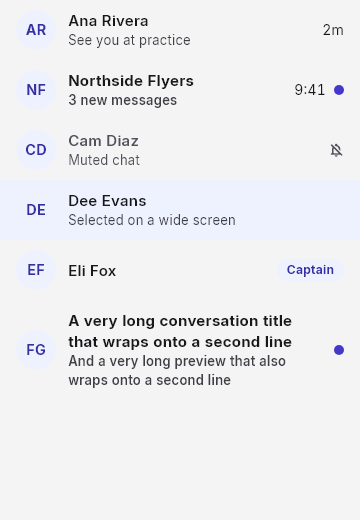 AR
Ana Rivera
See you at practice
2m
NF
Northside Flyers
3 new messages
9:41
CD
Cam Diaz
Muted chat
DE
Dee Evans
Selected on a wide screen
EF
Eli Fox
Captain
FG
A very long conversation title
that wraps onto a second line
And a very long preview that also
wraps onto a second line